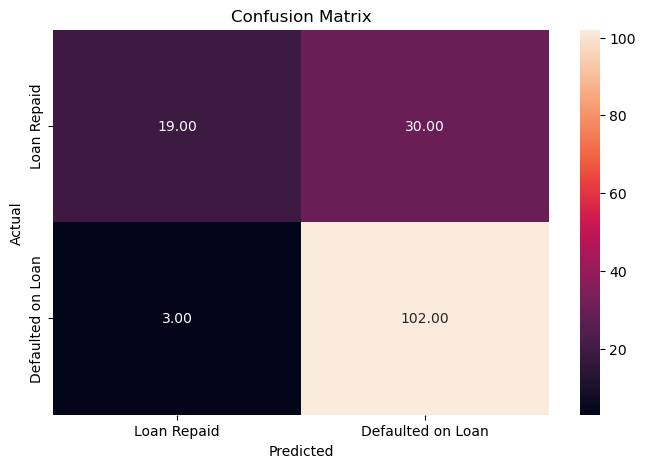 Confusion Matrix
Actual
Loan Repaid
Defaulted on Loan
19.00
30.00
3.00
102.00
Loan Repaid
Defaulted on Loan
Predicted
100
80
60
40
20